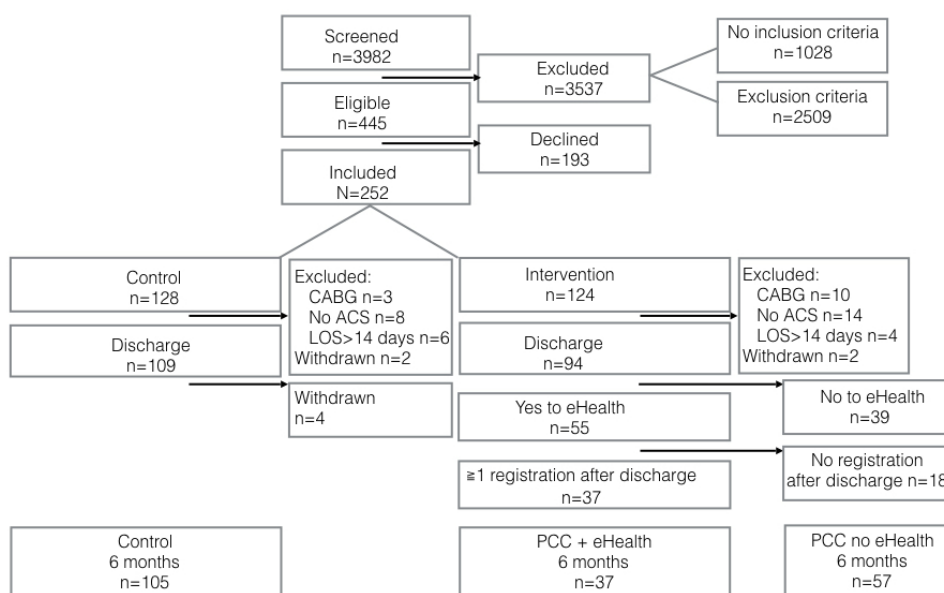 Screened
n=3982
Excluded
n=3537
No inclusion criteria
n=1028
Exclusion criteria
n=2509
Eligible
n=445
Declined
n=193
Included
N=252
Control
n=128
Excluded:
CABG n=3
No ACS n=8
LOS>14 days n=6
Withdrawn n=2
Intervention
n=124
Excluded:
CABG n=10
No ACS n=14
LOS>14 days n=4
Withdrawn n=2
Discharge
n=109
Discharge
n=94
Withdrawn
n=4
Yes to eHealth
n=55
No to eHealth
n=39
≧1 registration after discharge
n=37
No registration
after discharge n=18
Control
6 months
n=105
PCC + eHealth
6 months
n=37
PCC no eHealth
6 months
n=57